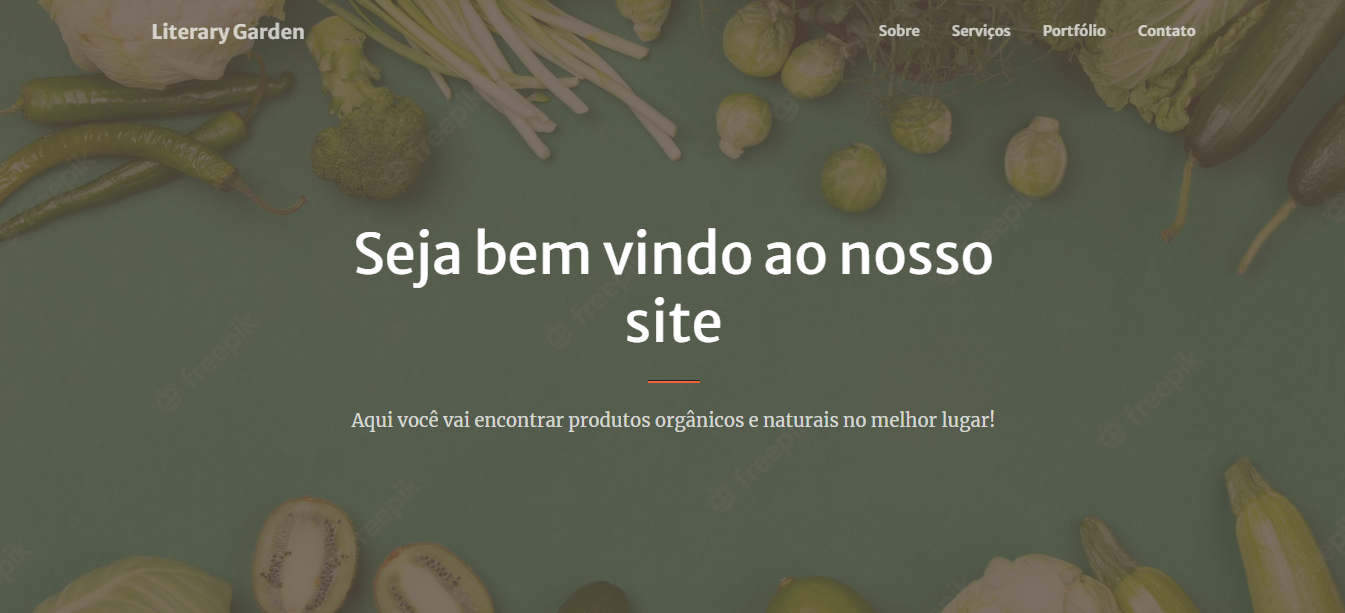 Literary Garden
Sobre Serviços Portfólio Contato
Seja bem vindo ao nosso
site
Aqui você vai encontrar produtos orgânicos e naturais no melhor lugar!
freepik
freepik
freepik
freepik
freepik
freepik